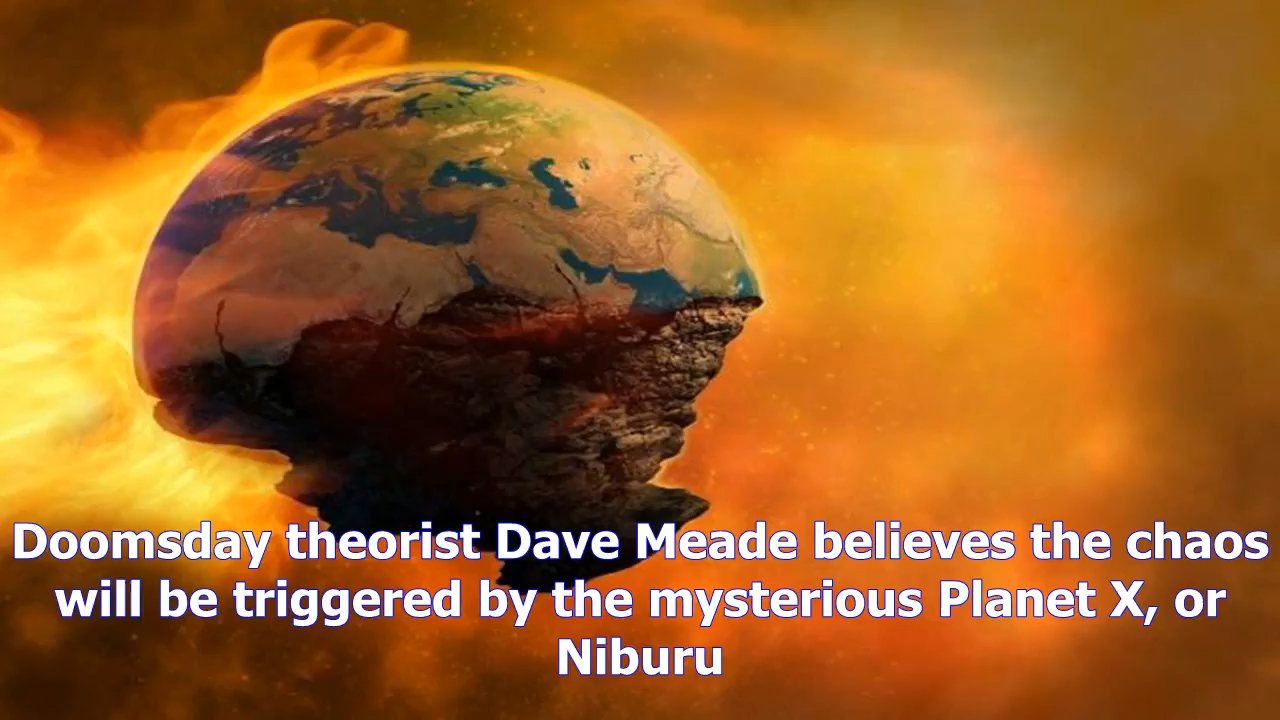 Doomsday theorist Dave Meade believes the chaos
will be triggered by the mysterious Planet X, or
Niburu